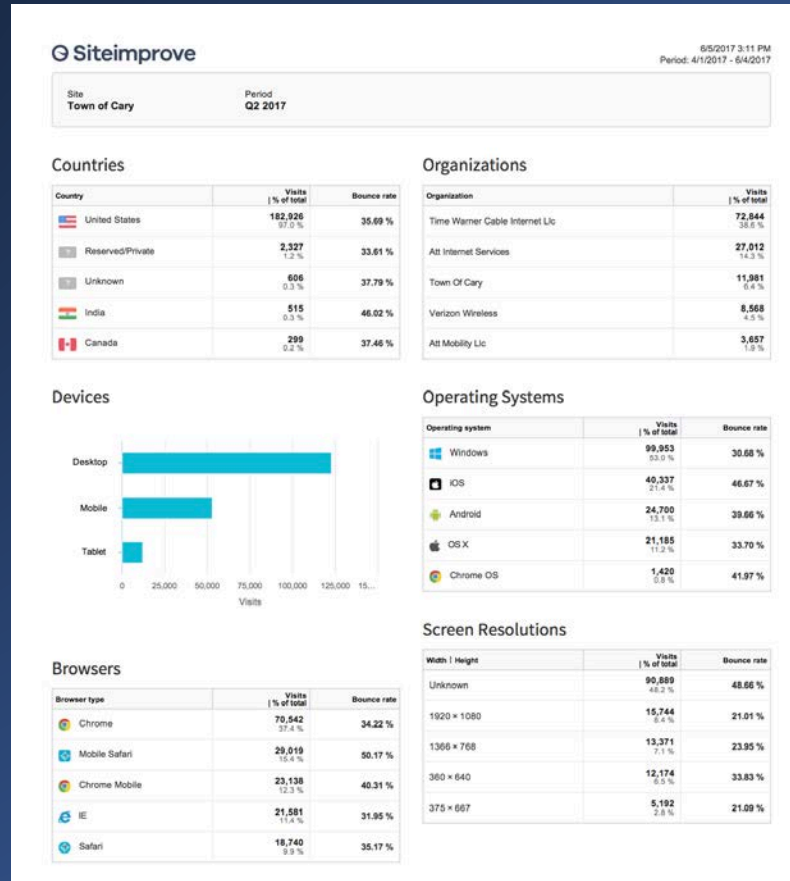 Siteimprove
6/5/2017 3:11 PM
Period: 4/1/2017 - 6/4/2017
Site
Town of Cary
Period
Q2 2017
Countries
Country Visits | % of total Bounce rate
United States 182,926 97.0 % 35.69 %
Reserved/Private 2,327 1.2 % 33.61 %
Unknown 606 0.3 % 37.79 %
India 515 0.3 % 46.02 %
Canada 299 0.2 % 37.46 %
Organizations
Organization Visits | % of total
Time Warner Cable Internet Llc 72,844 38.6 %
Att Internet Services 27,012 14.3 %
Town Of Cary 11,981 6.4 %
Verizon Wireless 8,568 4.5 %
Att Mobility Llc 3,657 1.9 %
Devices
Desktop
Mobile
Tablet
0 25,000 50,000 75,000 100,000 125,000 15...
Visits
Operating Systems
Operating system Visits | % of total Bounce rate
Windows 99,953 53.0 % 30.68 %
iOS 40,337 21.4 % 46.67 %
Android 24,700 13.1 % 39.66 %
OS X 21,185 11.2 % 33.70 %
Chrome OS 1,420 0.8 % 41.97 %
Browsers
Browser type Visits | % of total Bounce rate
Chrome 70,542 37.4 % 34.22 %
Mobile Safari 29,019 15.4 % 50.17 %
Chrome Mobile 23,138 12.3 % 40.31 %
IE 21,581 11.4 % 31.95 %
Safari 18,740 9.9 % 35.17 %
Screen Resolutions
Width | Height Visits | % of total Bounce rate
Unknown 90,889 48.2 % 48.66 %
1920 × 1080 15,744 8.4 % 21.01 %
1366 × 768 13,371 7.1 % 23.95 %
360 × 640 12,174 6.5 % 33.83 %
375 × 667 5,192 2.8 % 21.09 %